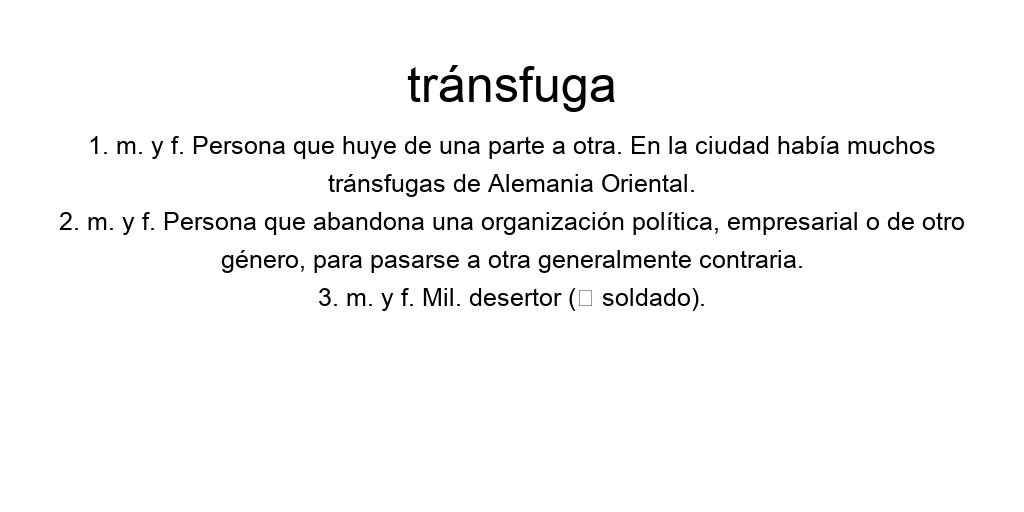 tránsfuga
1. m. y f. Persona que huye de una parte a otra. En la ciudad había muchos
tránsfugas de Alemania Oriental.
2. m. y f. Persona que abandona una organización política, empresarial o de otro
género, para pasarse a otra generalmente contraria.
3. m. y f. Mil. desertor (□ soldado).